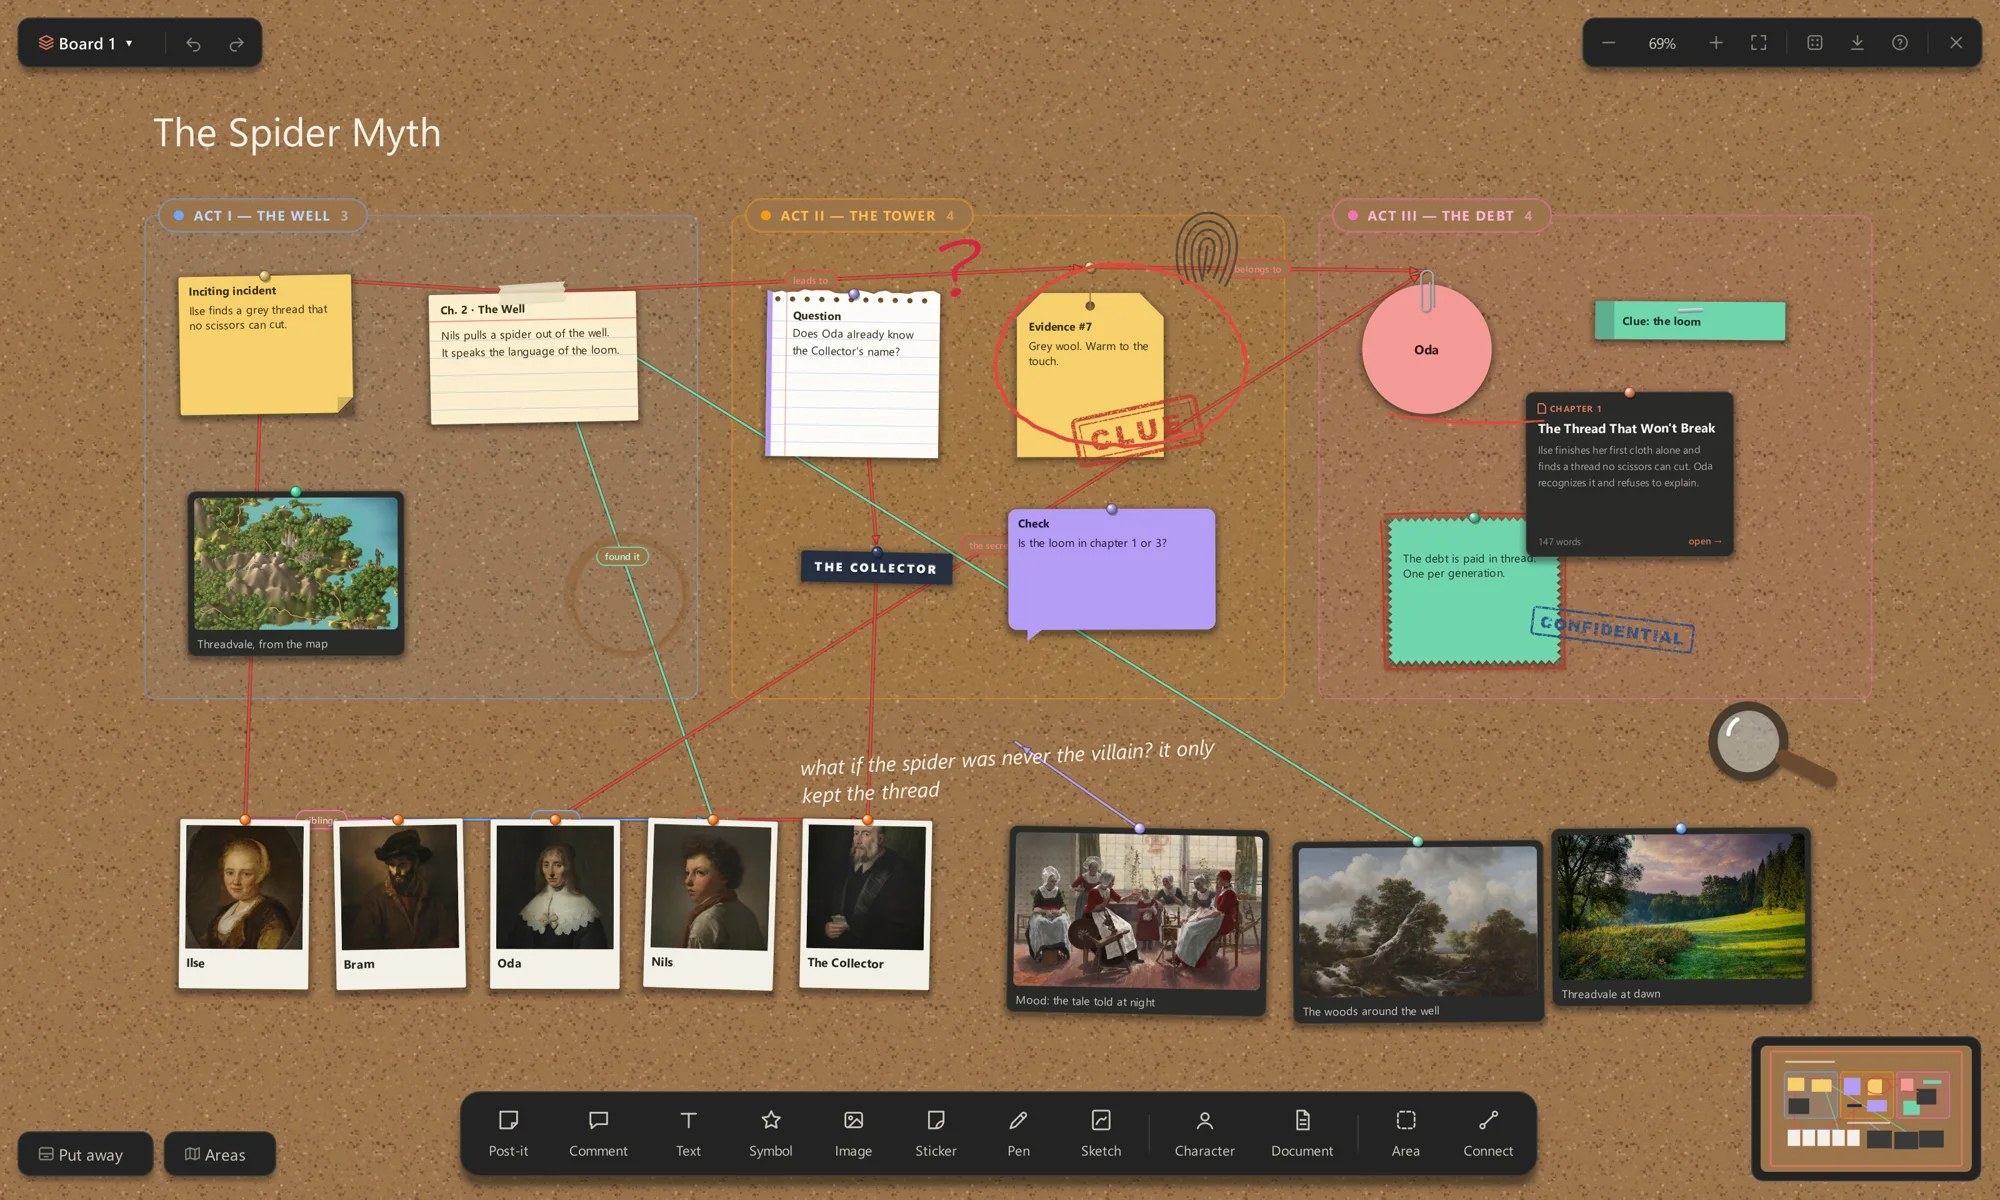 Board 1
69%
The Spider Myth
ACT I — THE WELL 3
ACT II — THE TOWER 4
ACT III — THE DEBT 4
Inciting incident
Ilse finds a grey thread that
no scissors can cut.
Ch. 2 · The Well
Nils pulls a spider out of the well.
It speaks the language of the loom.
leads to
?
Question
Does Oda already know
the Collector's name?
Evidence #7
Grey wool. Warm to the
touch.
CLUE
belongs to
Oda
Clue: the loom
CHAPTER 1
The Thread That Won't Break
Ilse finishes her first cloth alone and
finds a thread no scissors can cut. Oda
recognizes it and refuses to explain.
147 words
open →
Threadvale, from the map
found it
THE COLLECTOR
the secre
Check
Is the loom in chapter 1 or 3?
The debt is paid in thread.
One per generation.
CONFIDENTIAL
what if the spider was never the villain? it only
kept the thread
Ilse
Bram
Oda
Nils
The Collector
Mood: the tale told at night
The woods around the well
Threadvale at dawn
Put away
Areas
Post-it
Comment
Text
Symbol
Image
Sticker
Pen
Sketch
Character
Document
Area
Connect